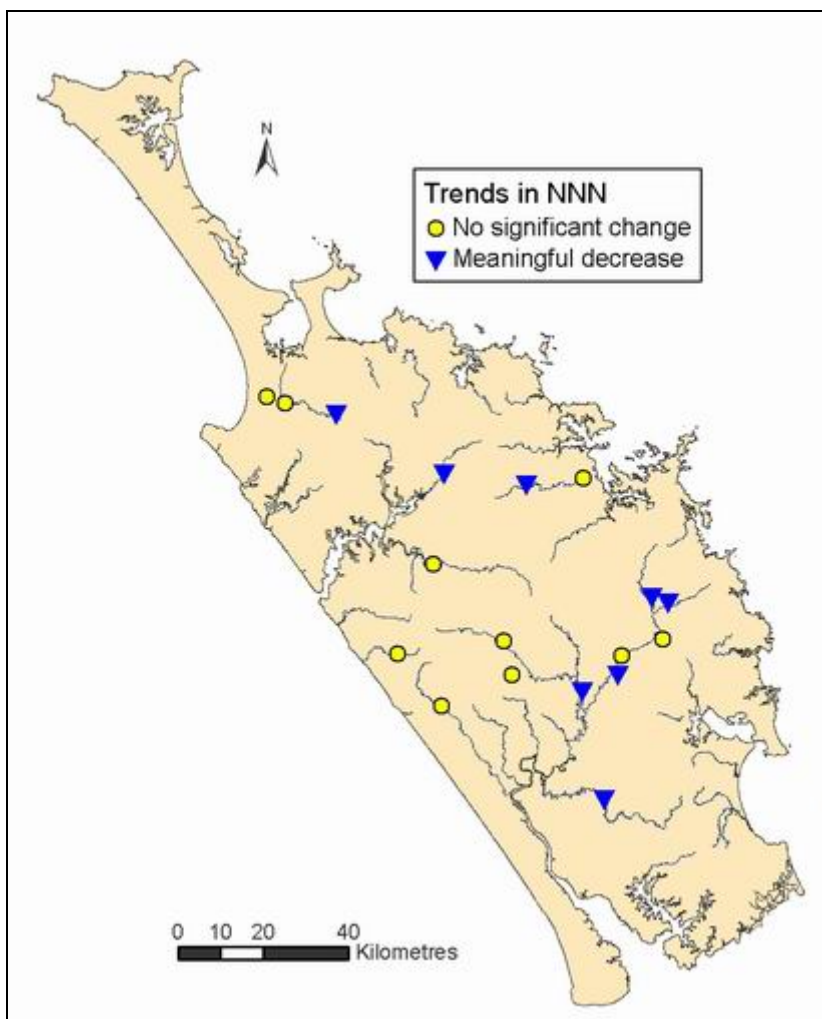 N
Trends in NNN
No significant change
Meaningful decrease
0 10 20 40
Kilometres